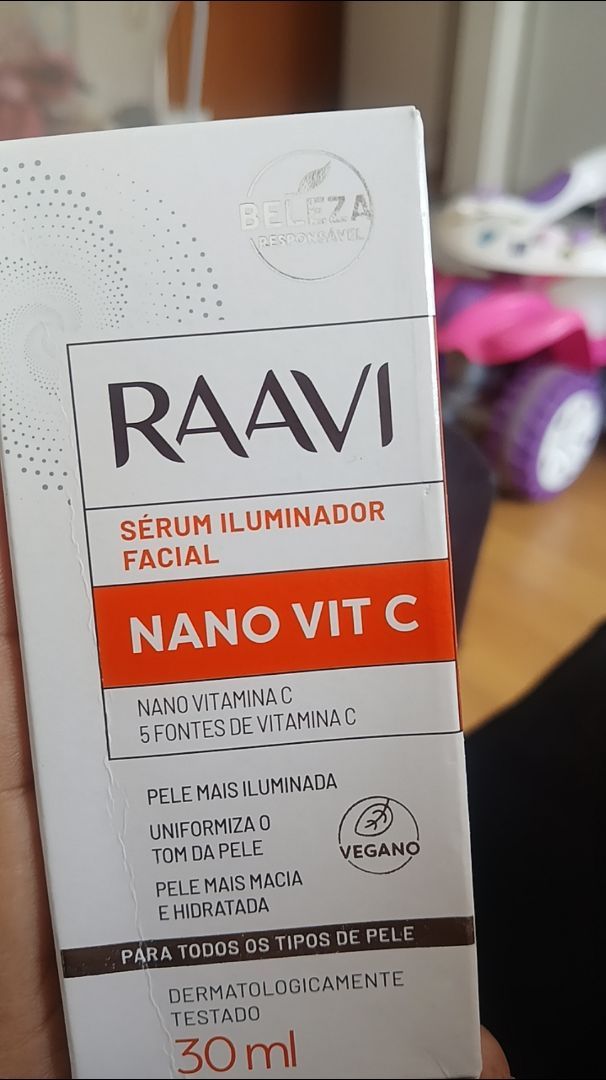 BELEZA
RESPONSÁVEL
RAAVI
SÉRUM ILUMINADOR
FACIAL
NANO VIT C
NANO VITAMINA C
5 FONTES DE VITAMINA C
PELE MAIS ILUMINADA
UNIFORMIZA O
TOM DA PELE
PELE MAIS MACIA
E HIDRATADA
VEGANO
PARA TODOS OS TIPOS DE PELE
DERMATOLOGICAMENTE
TESTADO
30 ml